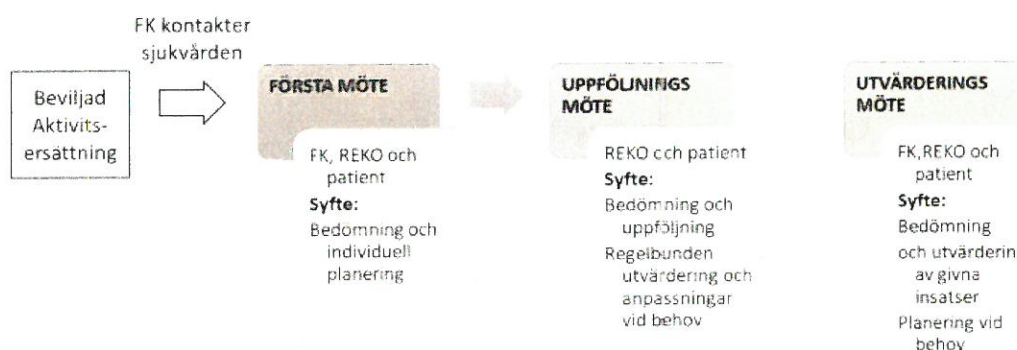 FK kontakter
sjukvården
Beviljad
Aktivits-
ersättning
FÖRSTA MÖTE
FK, REKO och
patient
Syfte:
Bedömning och
individuell
planering
UPPFÖLJNINGS
MÖTE
REKO och patient
Syfte:
Bedömning och
uppföljning
Regelbunden
utvärdering och
anpassningar
vid behov
UTVÄRDERINGS
MÖTE
FK,REKO och
patient
Syfte:
Bedömning
och utvärderin
av givna
insatser
Planering vid
behov